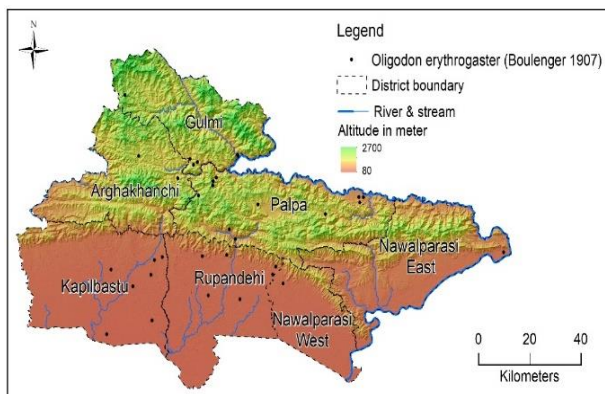 N
Legend
Oligodon erythrogaster (Boulenger 1907)
District boundary
River & stream
Altitude in meter
2700
80
Gulmi
Arghakhanchi
Palpa
Nawalparasi
East
Kapilbastu
Rupandehi
Nawalparasi
West
0 20 40
Kilometers